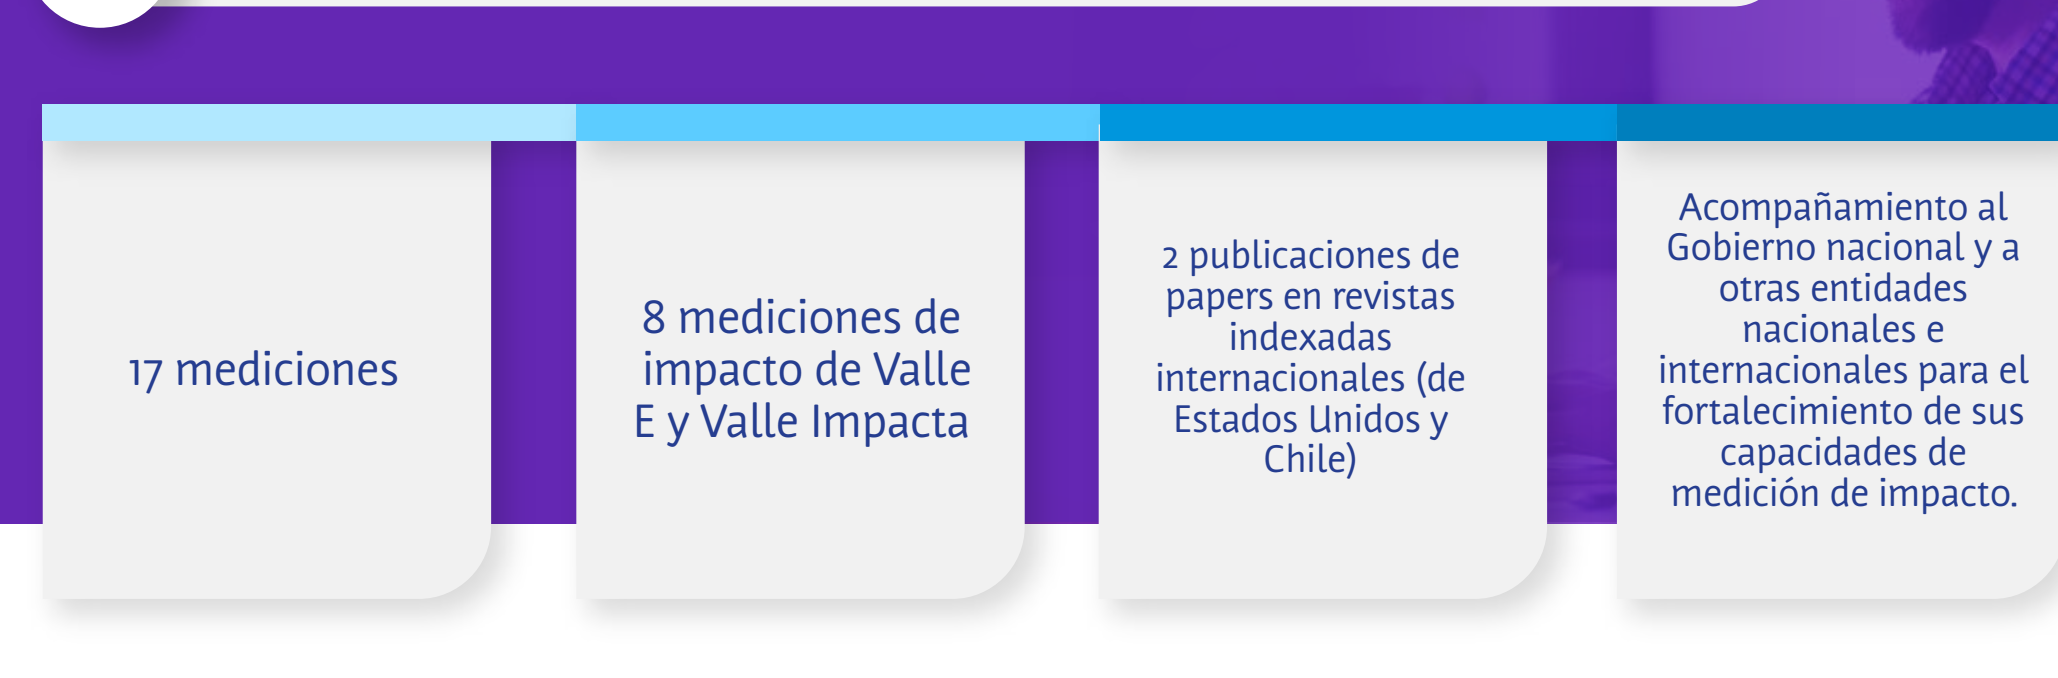 17 mediciones
8 mediciones de
impacto de Valle
E y Valle Impacta
2 publicaciones de
papers en revistas
indexadas
internacionales (de
Estados Unidos y
Chile)
Acompañamiento al
Gobierno nacional y a
otras entidades
nacionales e
internacionales para el
fortalecimiento de sus
capacidades de
medición de impacto.